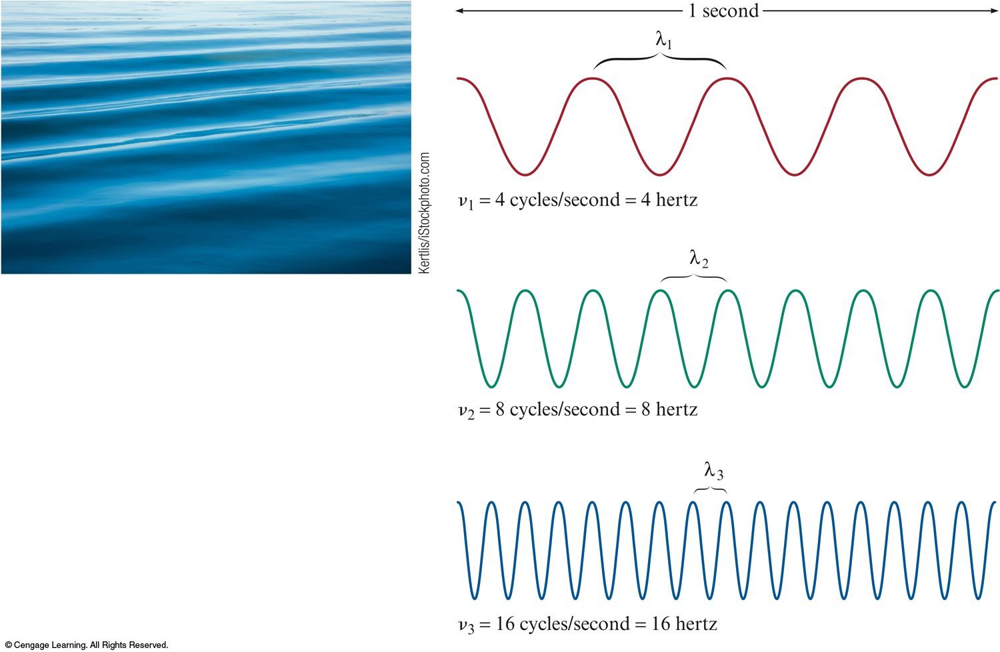 Kertlis/iStockphoto.com
1 second
λ₁
ν₁ = 4 cycles/second = 4 hertz
λ₂
ν₂ = 8 cycles/second = 8 hertz
λ₃
ν₃ = 16 cycles/second = 16 hertz
© Cengage Learning. All Rights Reserved.